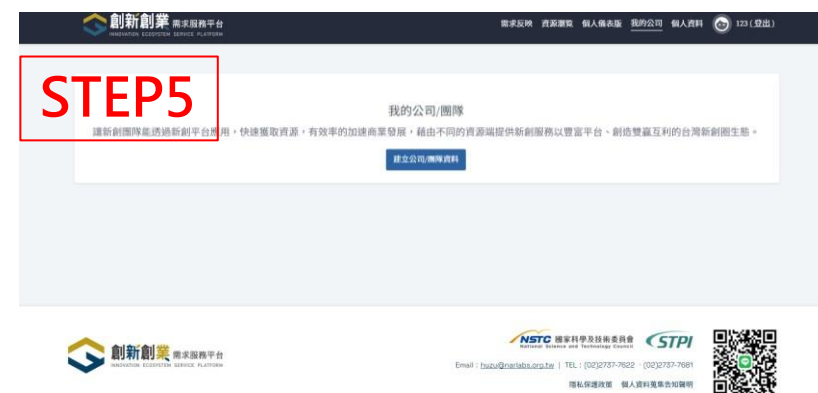 創新創業 需求服務平台
INNOVATION ECOSYSTEM SERVICE PLATFORM
需求反映 資源瀏覽 個人儀表版 我的公司 個人資料 123 (登出)
STEP5
我的公司/團隊
讓新創團隊能透過新創平台應用，快速獲取資源，有效率的加速商業發展，藉由不同的資源端提供新創服務以豐富平台、創造雙贏互利的台灣新創圈生態。
建立公司/團隊資料
NSTC 國家科學及技術委員會
National Science and Technology Council
STPI
創新創業 需求服務平台
INNOVATION ECOSYSTEM SERVICE PLATFORM
Email : huzu@narlabs.org.tw | TEL : (02)2737-7622 · (02)2737-7681
隱私保護政策 個人資料蒐集告知聲明